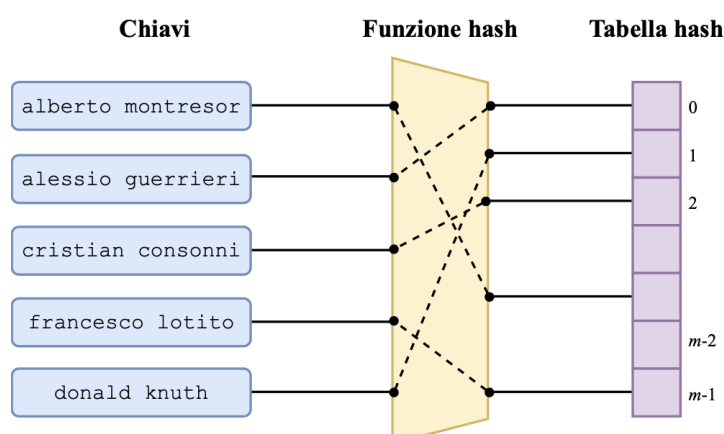 Chiavi
Funzione hash
Tabella hash
alberto montresor
alessio guerrieri
cristian consonni
francesco lotito
donald knuth
0
1
2
m-2
m-1